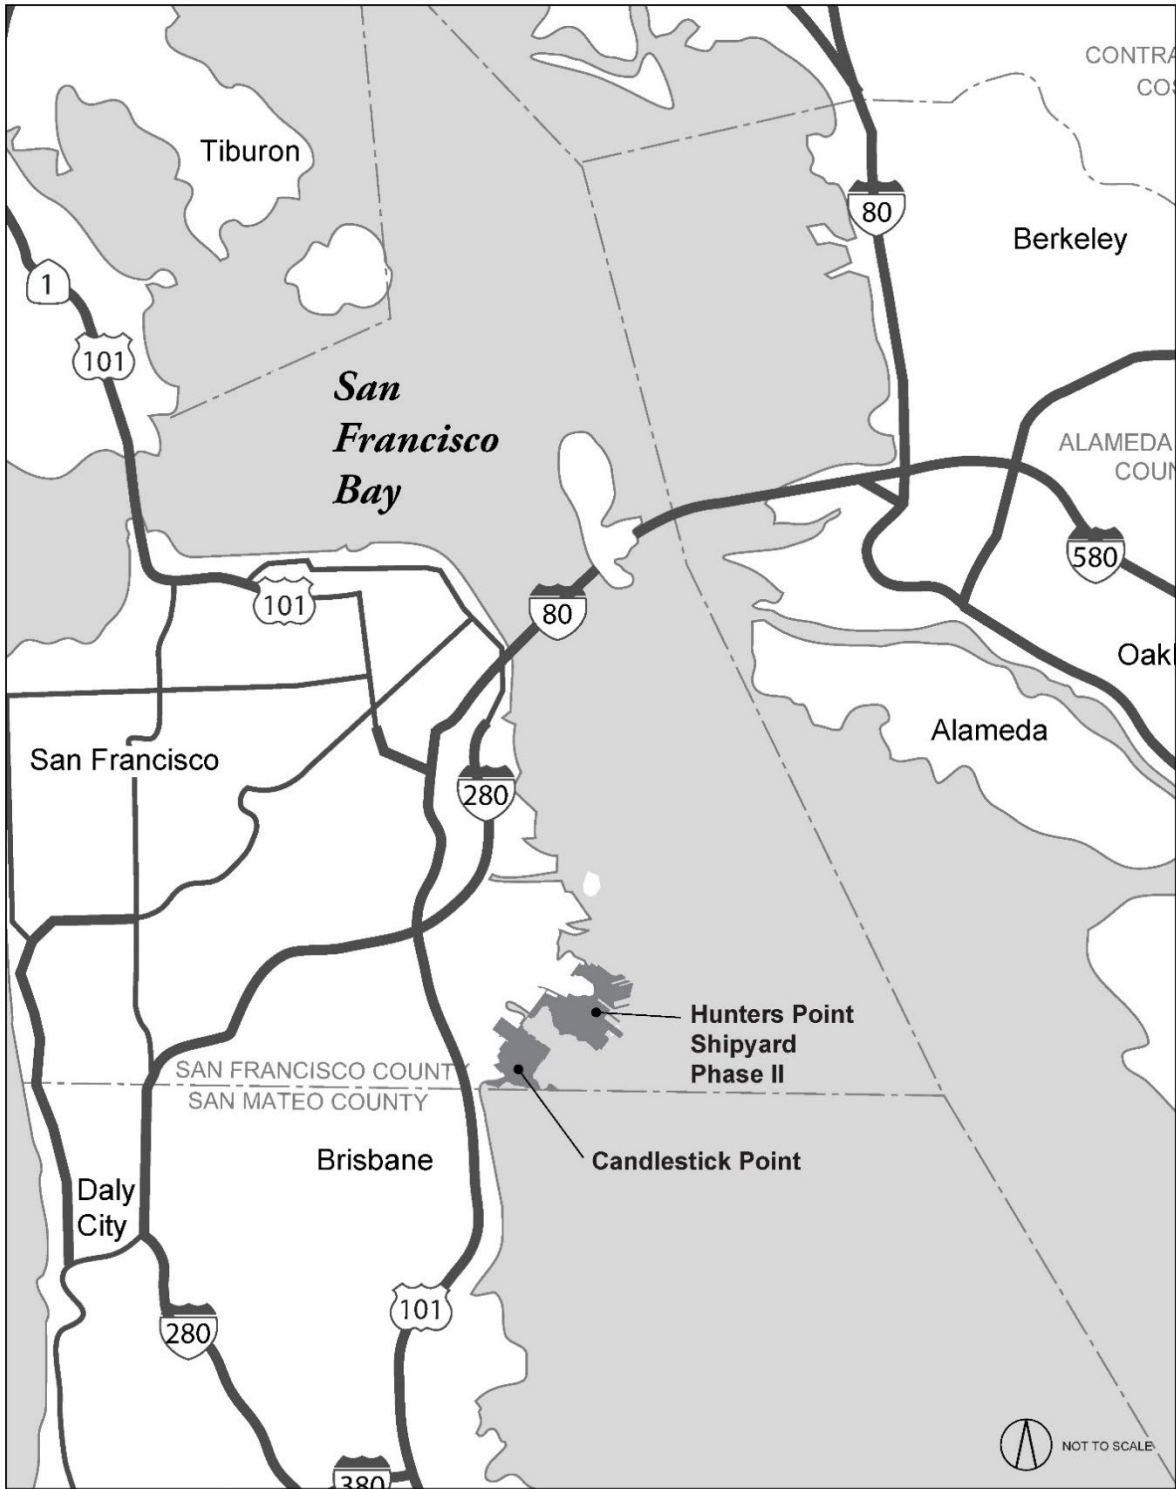 CONTRA
COS
Tiburon
80
Berkeley
1
101
San
Francisco
Bay
ALAMEDA
COUN
580
101
80
Oakl
Alameda
San Francisco
280
Hunters Point
Shipyard
Phase II
SAN FRANCISCO COUNTY
SAN MATEO COUNTY
Candlestick Point
Brisbane
Daly
City
101
280
380
NOT TO SCALE